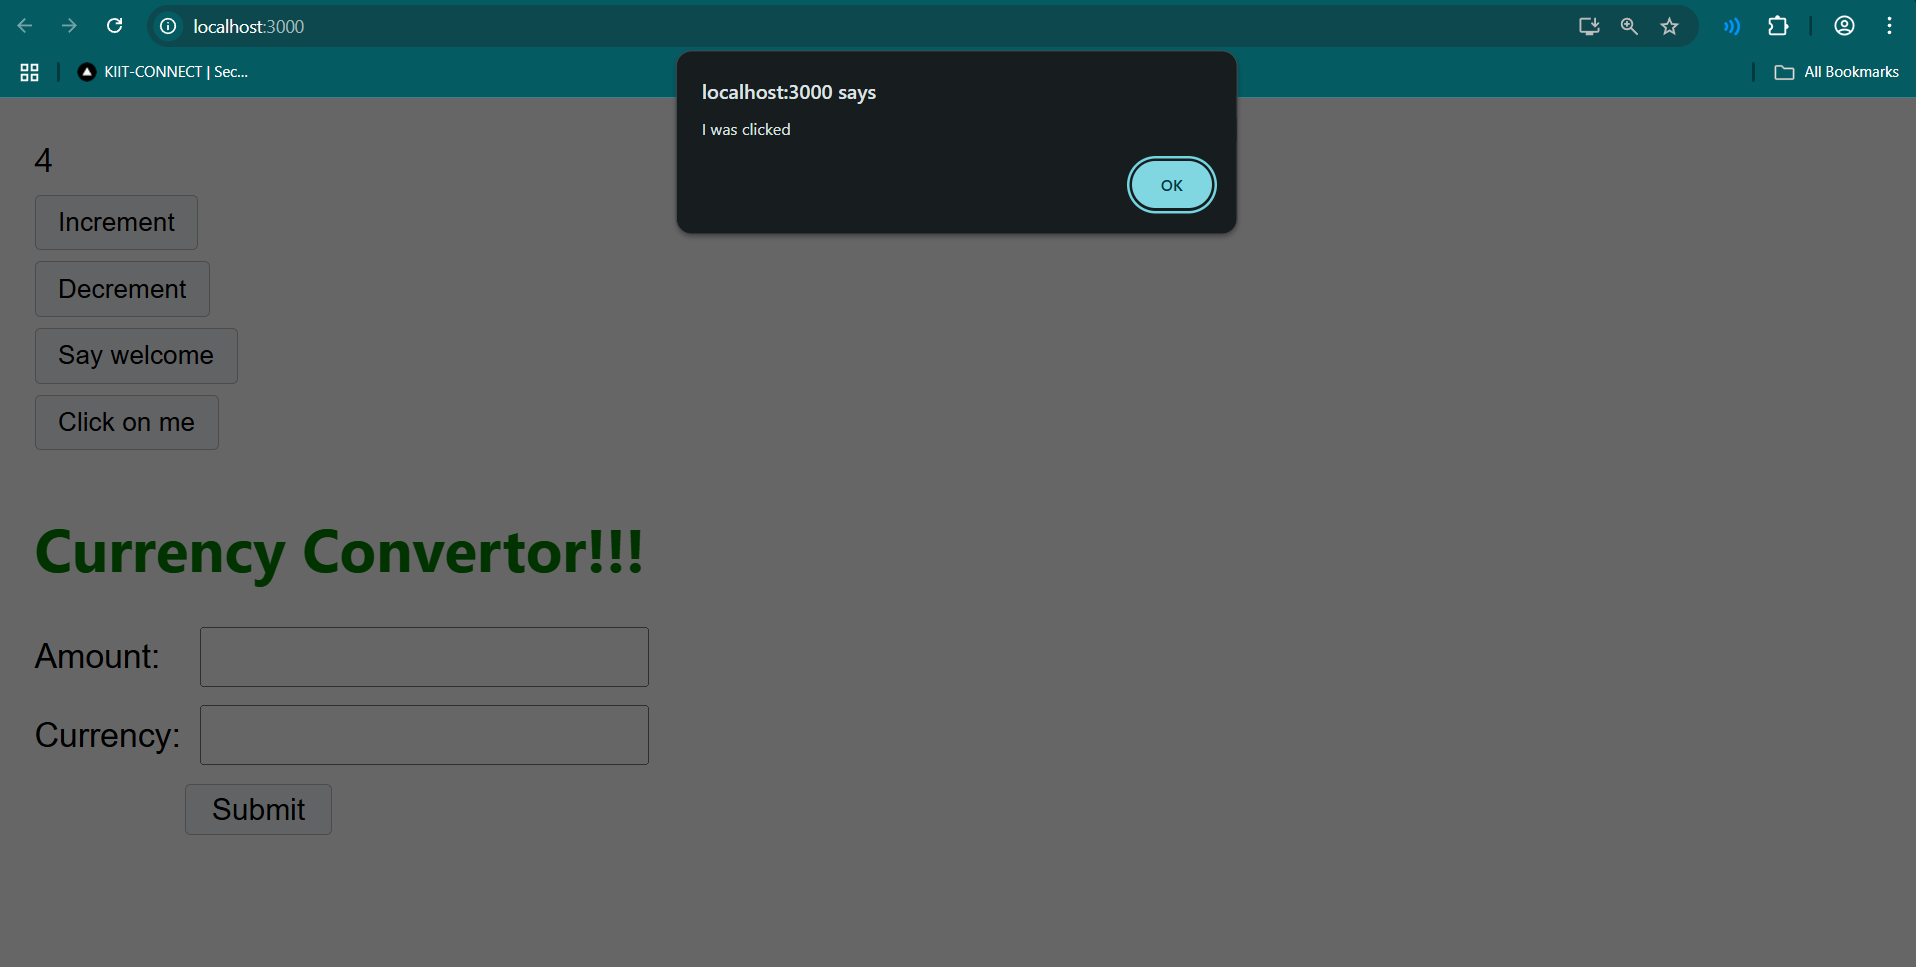 localhost:3000
KIIT-CONNECT | Sec...
All Bookmarks
localhost:3000 says
I was clicked
OK
4
Increment
Decrement
Say welcome
Click on me
Currency Convertor!!!
Amount:
Currency:
Submit